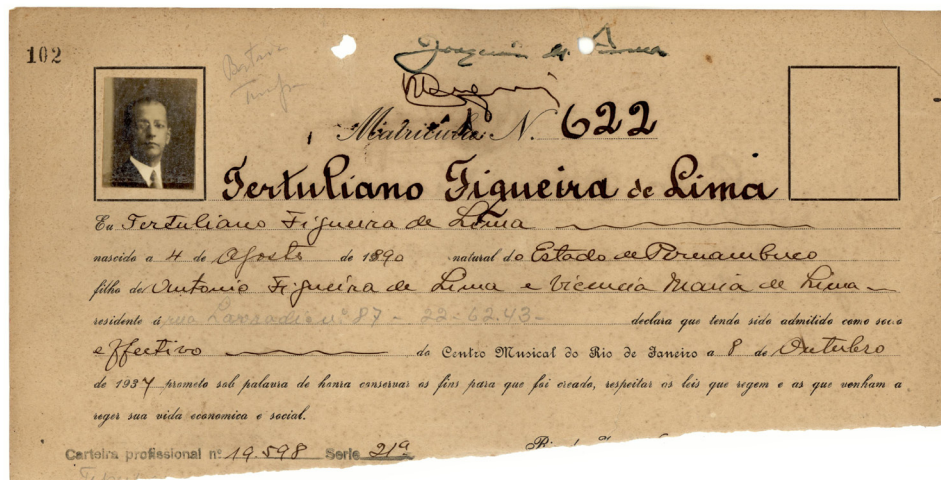 102
Joaquim de
Matricula N. 622
Tertuliano Figueira de Lima
Eu Tertuliano Figueira de Lima
nascido a 4 de Agosto de 1890 natural do Estado de Pernambuco
filho de Antonio Figueira de Lima e Vicencia Maria de Lima
residente á rua nº 87 - 22-62.43- declara que tendo sido admittido como socio
effectivo do Centro Musical do Rio de Janeiro a 8 de Outubro
de 1937 prometo sob palavra de honra conservar os fins para que foi creado, respeitar as leis que regem e as que venham a
reger sua vida economica e social.
Carteira profissional nº 19.598 Serie 21ª